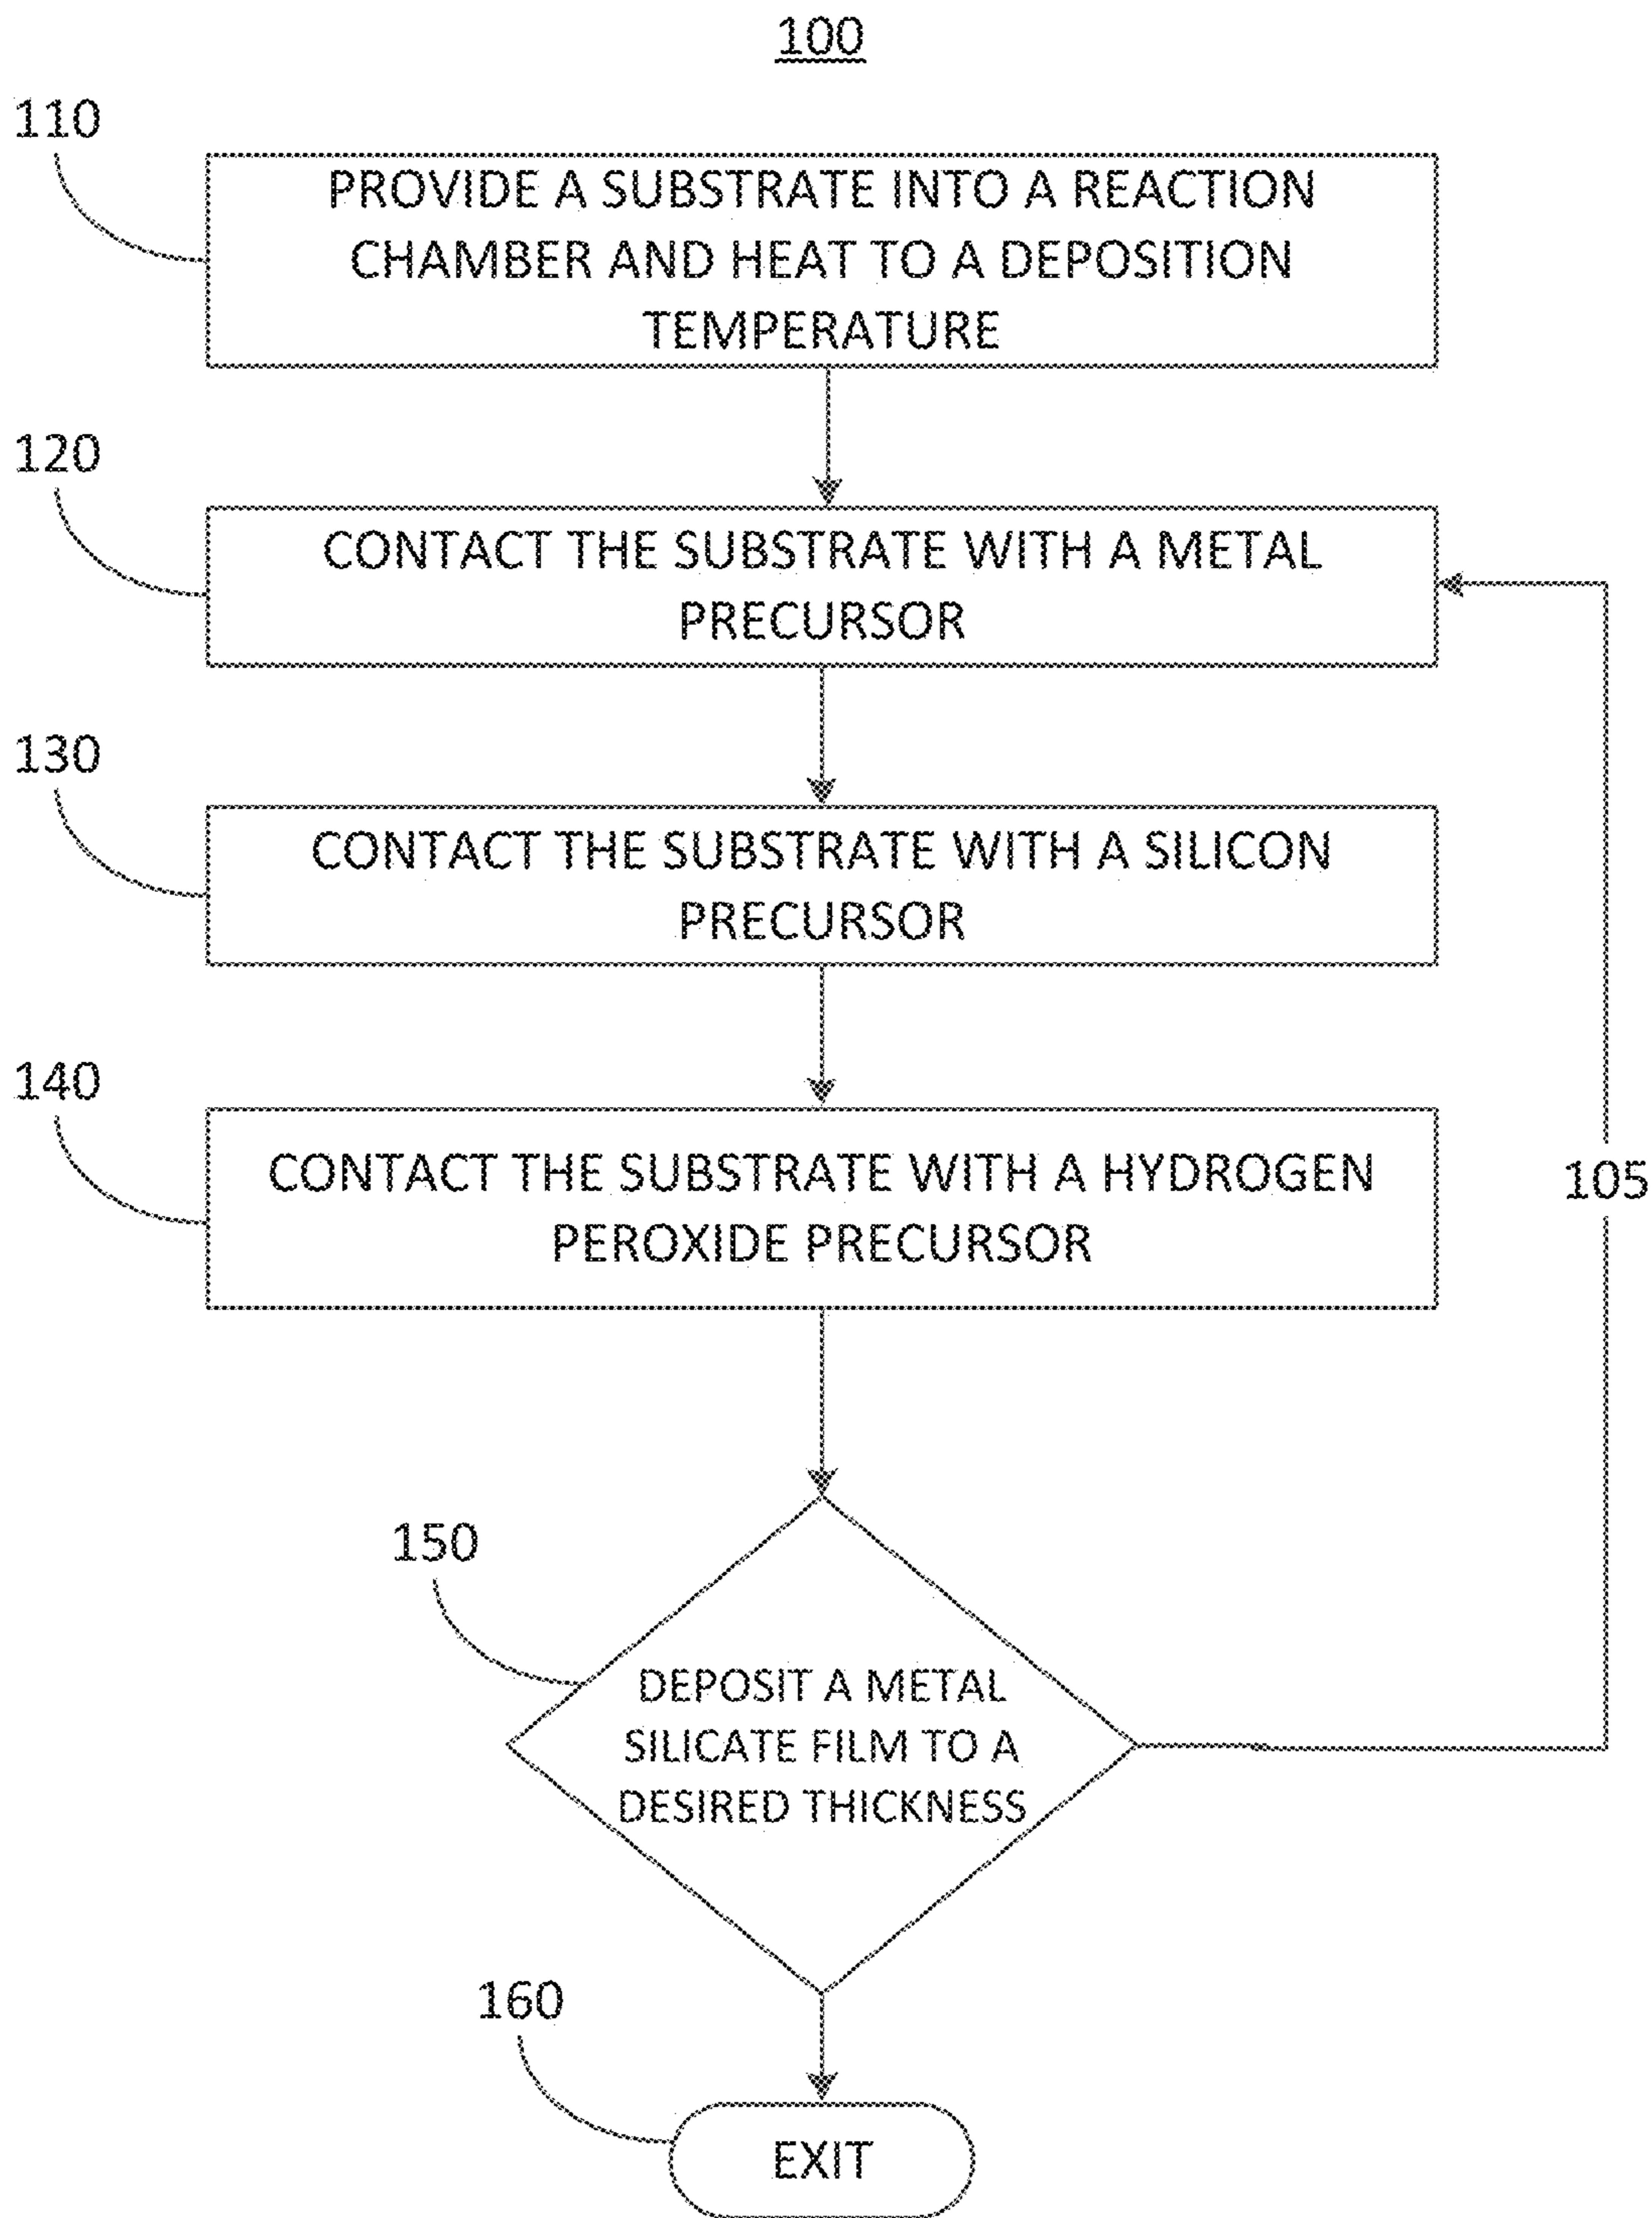 100
110
PROVIDE A SUBSTRATE INTO A REACTION
CHAMBER AND HEAT TO A DEPOSITION
TEMPERATURE
120
CONTACT THE SUBSTRATE WITH A METAL
PRECURSOR
130
CONTACT THE SUBSTRATE WITH A SILICON
PRECURSOR
140
CONTACT THE SUBSTRATE WITH A HYDROGEN
PEROXIDE PRECURSOR
105
150
DEPOSIT A METAL
SILICATE FILM TO A
DESIRED THICKNESS
160
EXIT